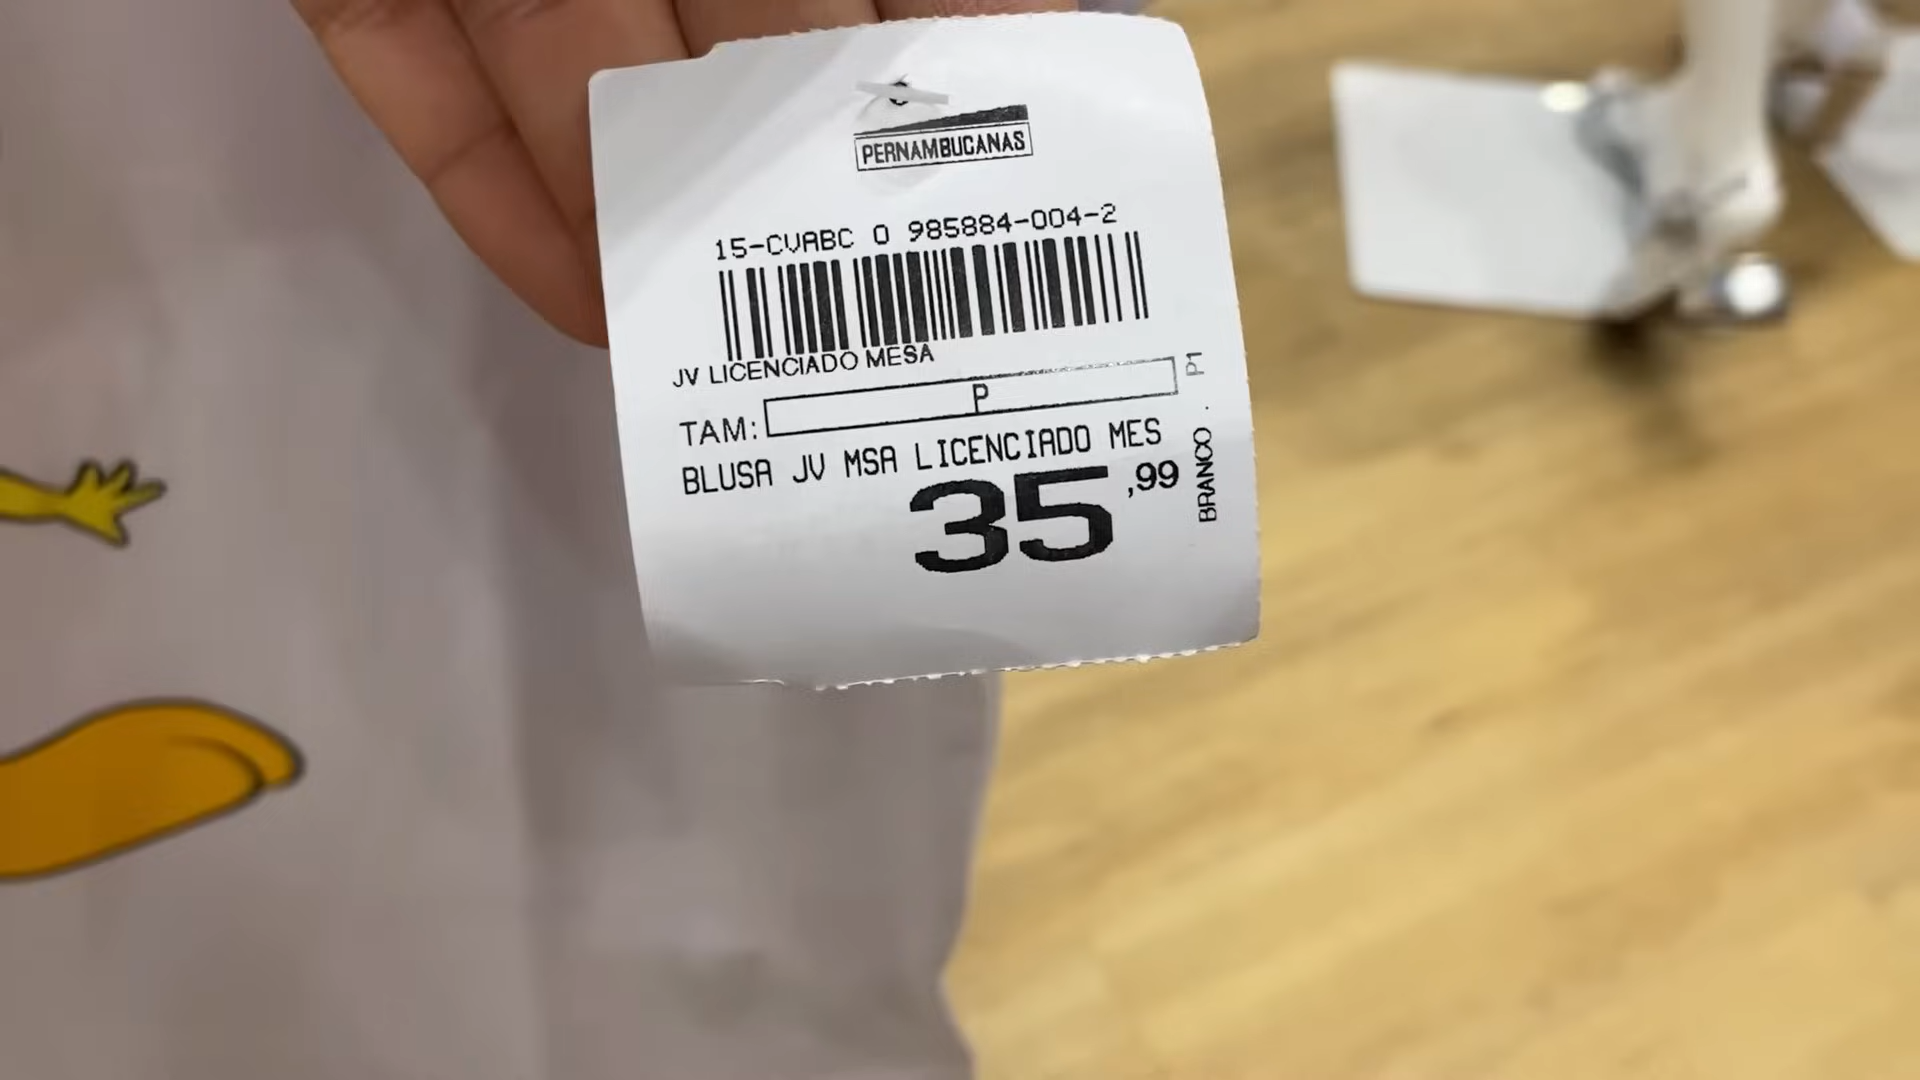 PERNAMBUCANAS
15-CVABC 0 985884-004-2
JV LICENCIADO MESA
P1
TAM: P
BLUSA JV MSA LICENCIADO MES
35,99
BRANCO .